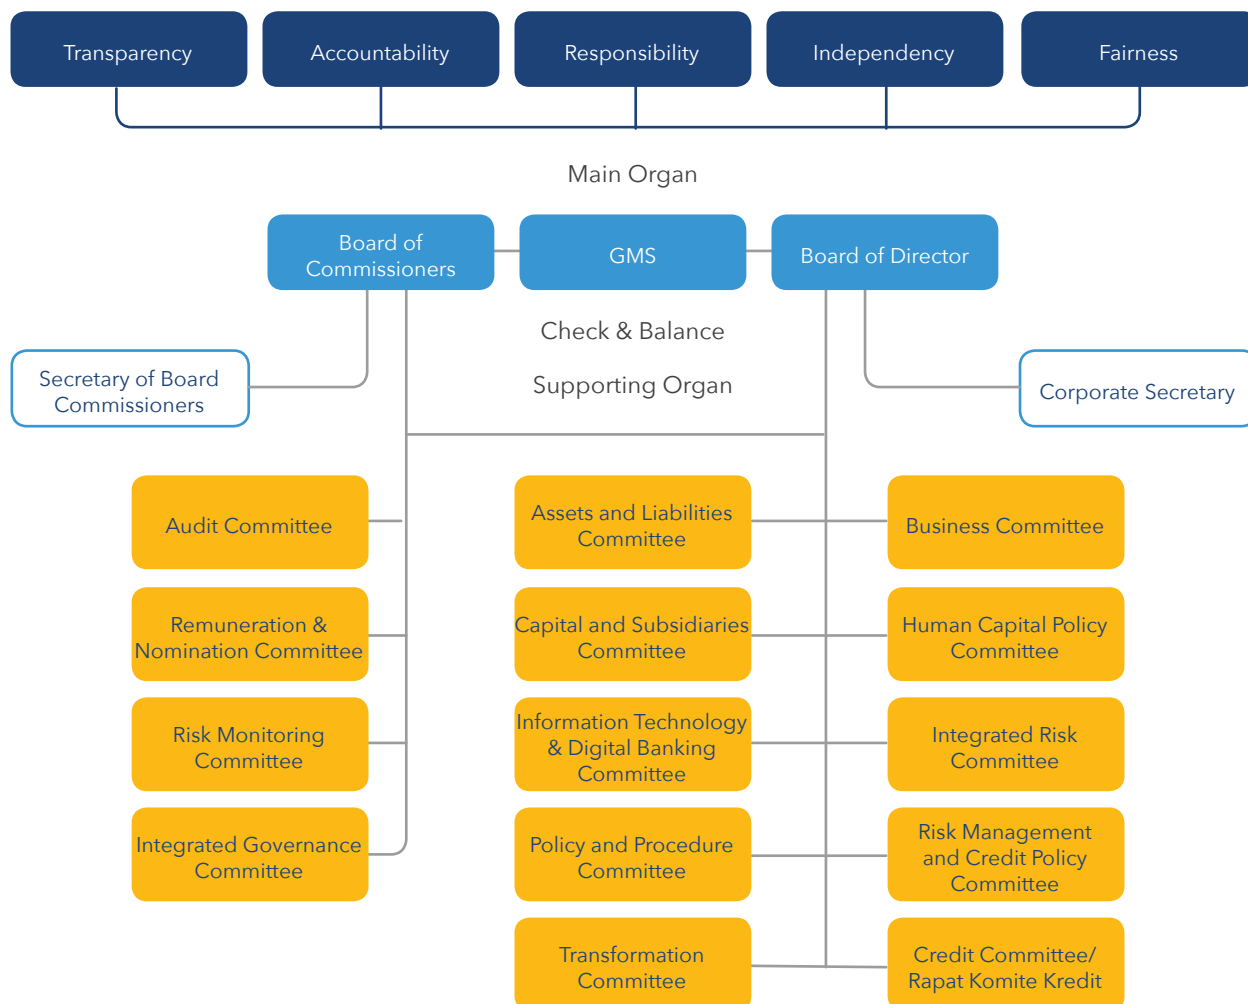 Transparency
Accountability
Responsibility
Independency
Fairness
Main Organ
Board of
Commissioners
GMS
Board of Director
Check & Balance
Supporting Organ
Secretary of Board
Commissioners
Corporate Secretary
Audit Committee
Remuneration &
Nomination Committee
Risk Monitoring
Committee
Integrated Governance
Committee
Assets and Liabilities
Committee
Capital and Subsidiaries
Committee
Information Technology
& Digital Banking
Committee
Policy and Procedure
Committee
Transformation
Committee
Business Committee
Human Capital Policy
Committee
Integrated Risk
Committee
Risk Management
and Credit Policy
Committee
Credit Committee/
Rapat Komite Kredit